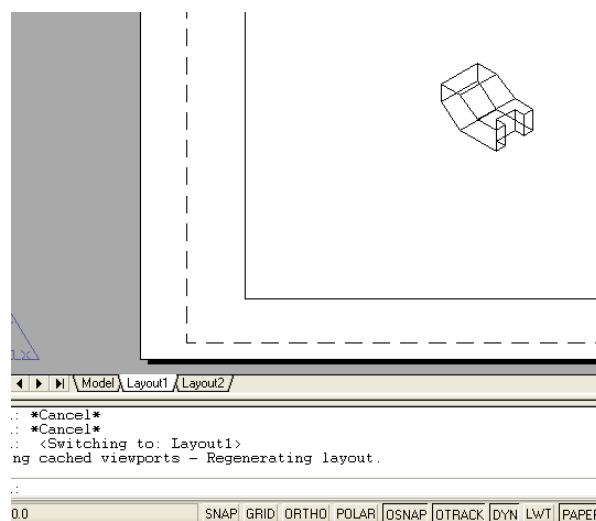 X
Model Layout1 Layout2
.: *Cancel*
.: *Cancel*
.: <Switching to: Layout1>
ng cached viewports - Regenerating layout.
.:
0.0 SNAP GRID ORTHO POLAR OSNAP OTRACK DYN LWT PAPER